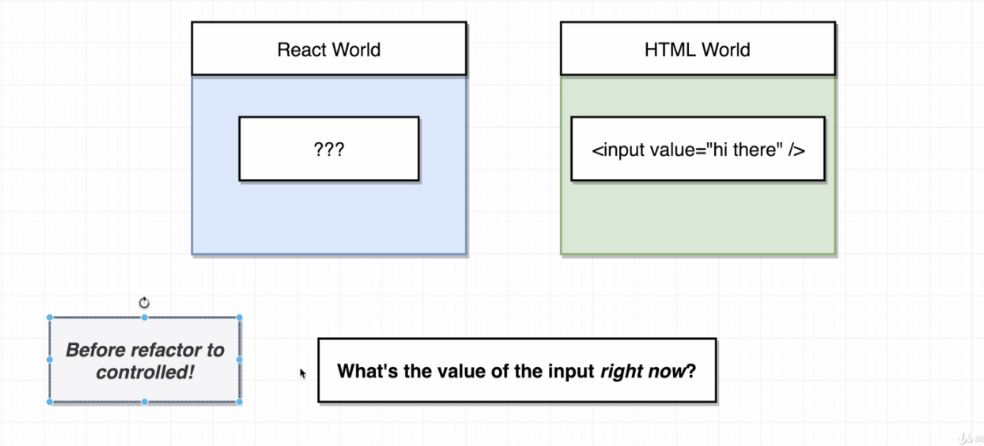 React World
HTML World
???
<input value="hi there" />
Before refactor to
controlled!
What's the value of the input right now?